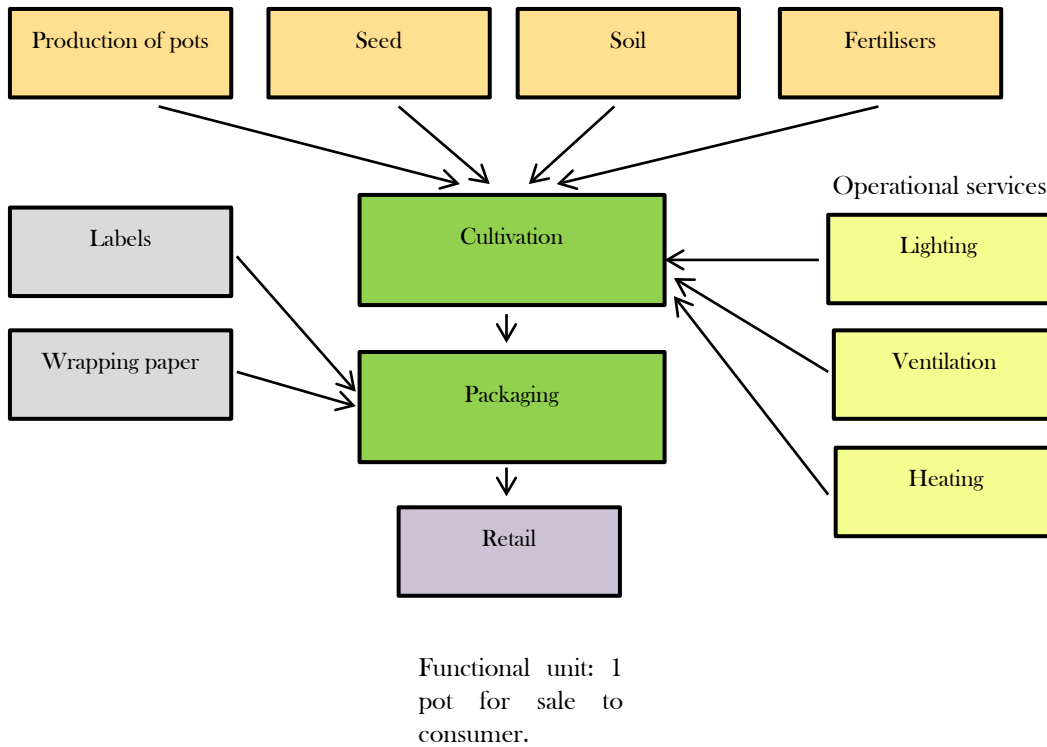 Production of pots
Seed
Soil
Fertilisers
Operational services
Labels
Cultivation
Lighting
Wrapping paper
Packaging
Ventilation
Heating
Retail
Functional unit: 1
pot for sale to
consumer.